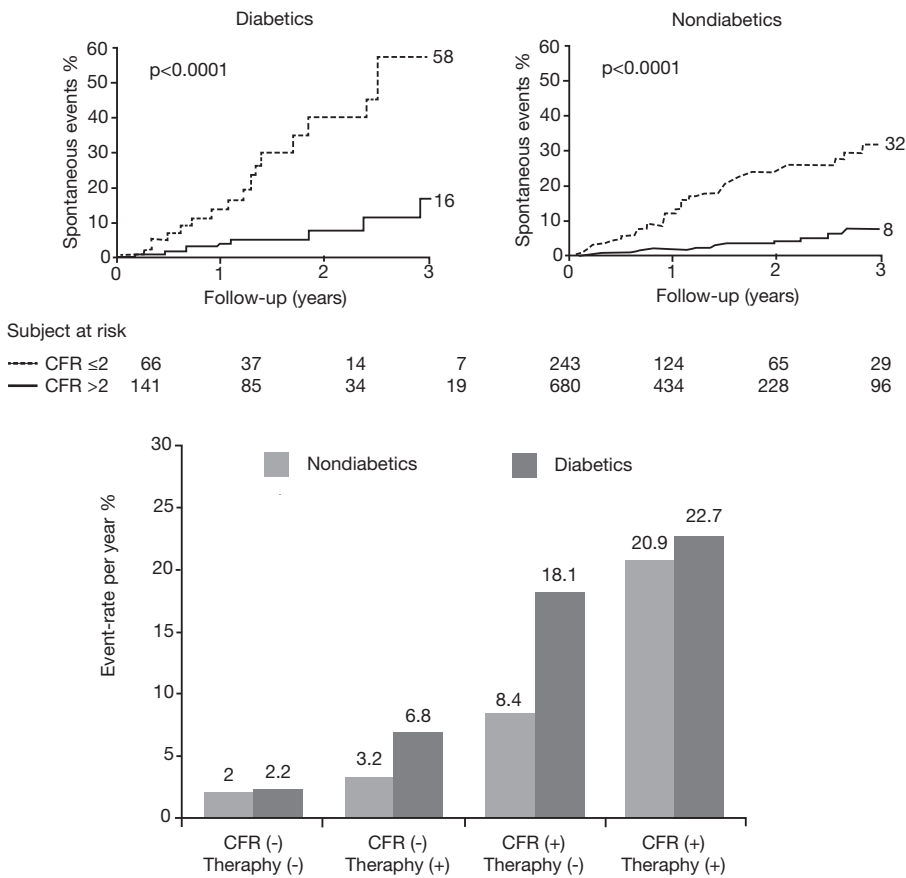 Diabetics
Spontaneous events %
60
50
40
30
20
10
0
p<0.0001
58
16
0 1 2 3
Follow-up (years)
Nondiabetics
Spontaneous events %
60
50
40
30
20
10
0
p<0.0001
32
8
0 1 2 3
Follow-up (years)
Subject at risk
CFR ≤2 66 37 14 7 243 124 65 29
CFR >2 141 85 34 19 680 434 228 96
Event-rate per year %
30
25
20
15
10
5
0
Nondiabetics Diabetics
2 2.2
3.2 6.8
8.4 18.1
20.9 22.7
CFR (-) CFR (-) CFR (+) CFR (+)
Theraphy (-) Theraphy (+) Theraphy (-) Theraphy (+)